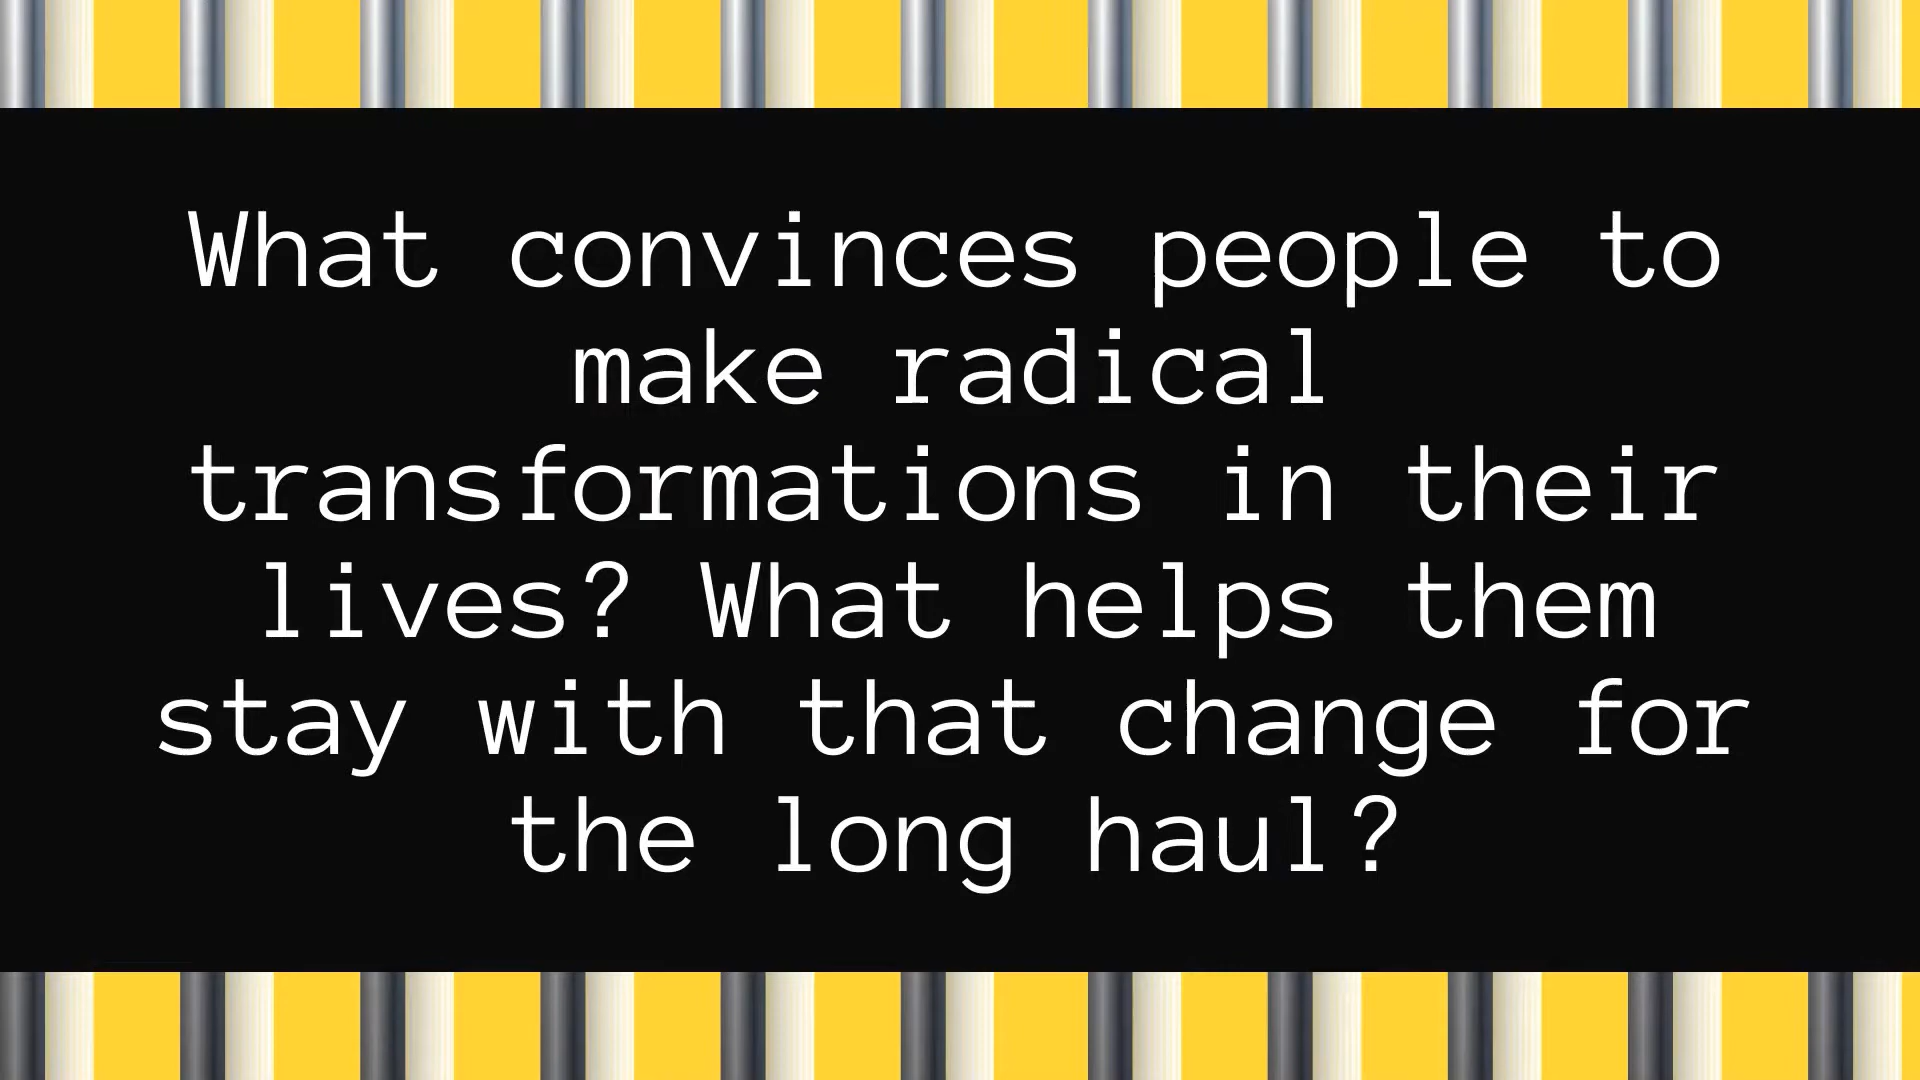 What convinces people to
make radical
transformations in their
lives? What helps them
stay with that change for
the long haul?